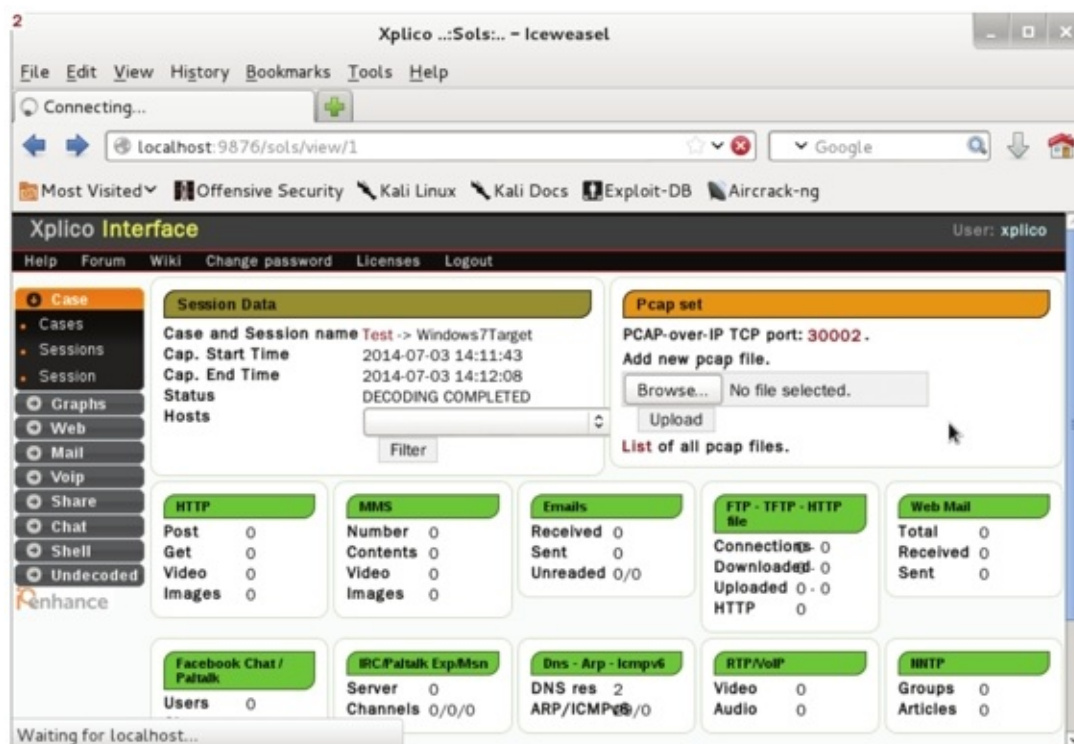 2
Xplico ..:Sols:.. – Iceweasel
File Edit View History Bookmarks Tools Help
Connecting...
localhost:9876/sols/view/1
Google
Most Visited Offensive Security Kali Linux Kali Docs Exploit-DB Aircrack-ng
Xplico Interface
User: xplico
Help Forum Wiki Change password Licenses Logout
Case
Cases
Sessions
Session
Graphs
Web
Mail
Voip
Share
Chat
Shell
Undecoded
enhance
Session Data
Case and Session name Test -> Windows7Target
Cap. Start Time 2014-07-03 14:11:43
Cap. End Time 2014-07-03 14:12:08
Status DECODING COMPLETED
Hosts
Filter
Pcap set
PCAP-over-IP TCP port: 30002.
Add new pcap file.
Browse... No file selected.
Upload
List of all pcap files.
HTTP
Post 0
Get 0
Video 0
Images 0
MMS
Number 0
Contents 0
Video 0
Images 0
Emails
Received 0
Sent 0
Unreaded 0/0
FTP - TFTP - HTTP
file
Connections 0
Downloaded 0
Uploaded 0 - 0
HTTP 0
Web Mail
Total 0
Received 0
Sent 0
Facebook Chat /
Paltalk
Users 0
IRC/Paltalk Exp/Msn
Server 0
Channels 0/0/0
Dns - Arp - Icmpv6
DNS res 2
ARP/ICMPv6 /0
RTP/VoIP
Video 0
Audio 0
NNTP
Groups 0
Articles 0
Waiting for localhost...